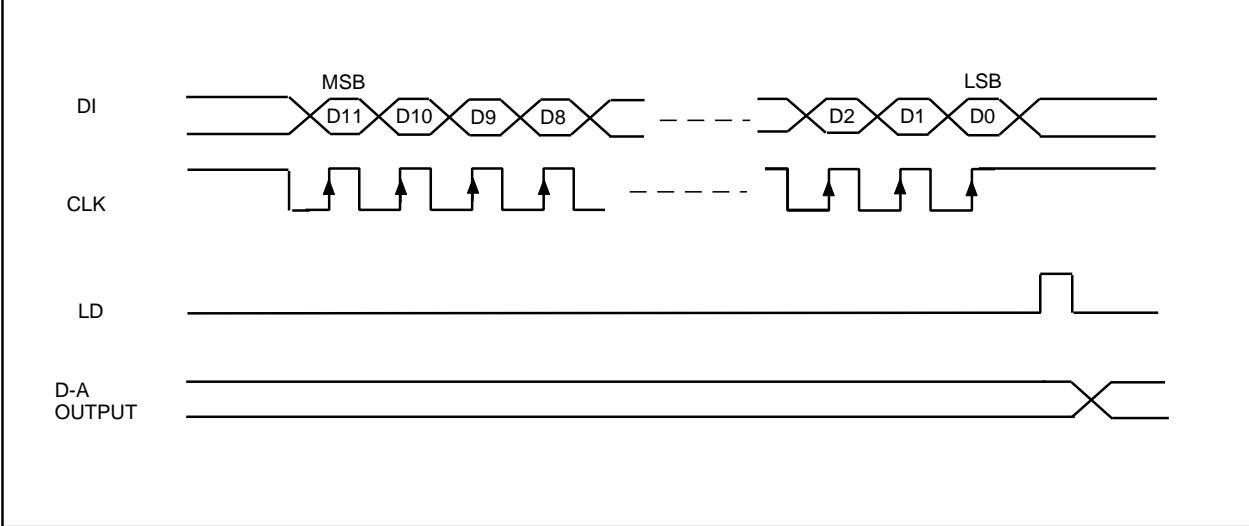 MSB LSB
DI D11 D10 D9 D8 D2 D1 D0
CLK
LD
D-A
OUTPUT